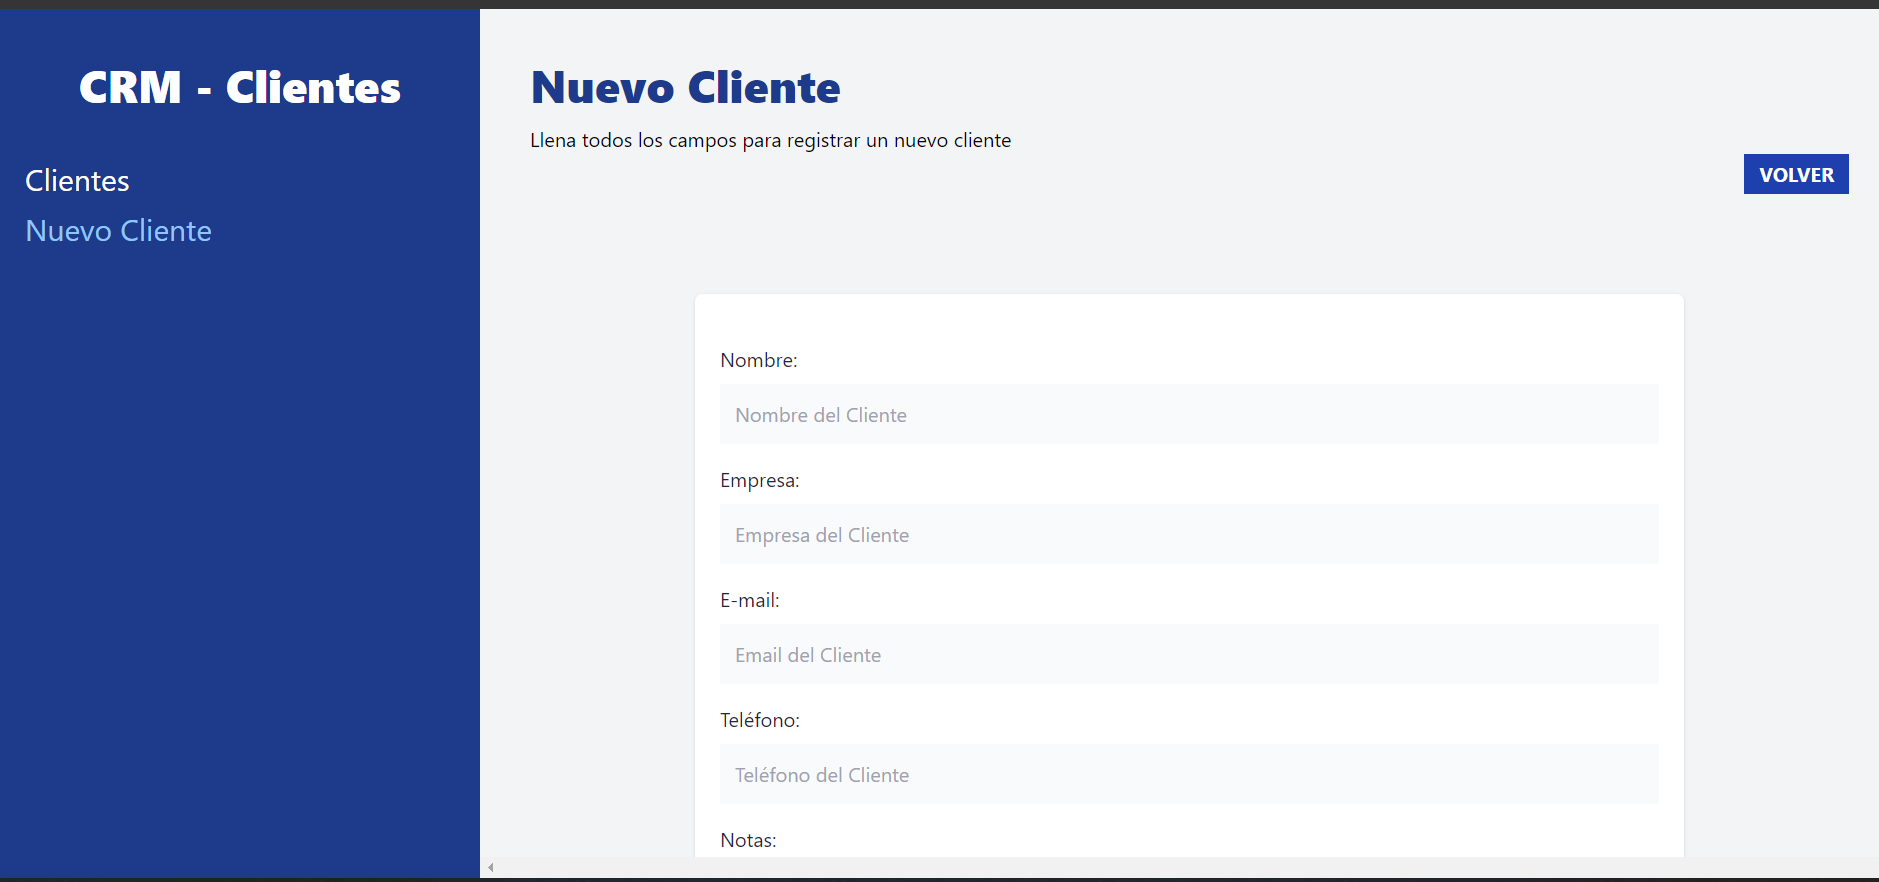 CRM - Clientes
Clientes
Nuevo Cliente
Nuevo Cliente
Llena todos los campos para registrar un nuevo cliente
VOLVER
Nombre:
Nombre del Cliente
Empresa:
Empresa del Cliente
E-mail:
Email del Cliente
Teléfono:
Teléfono del Cliente
Notas: